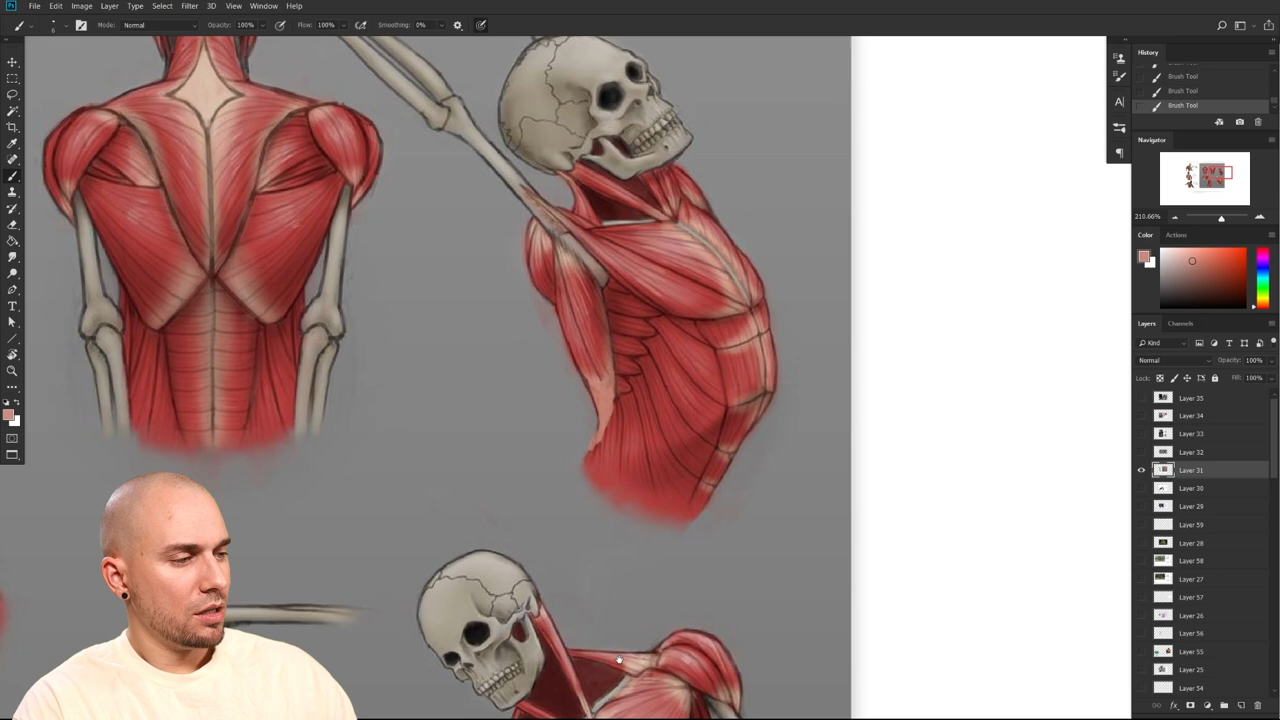 Ps File Edit Image Layer Type Select Filter 3D View Window Help
6 Mode: Normal Opacity: 100% Flow: 100% Smoothing: 0%
History
Brush Tool
Brush Tool
Brush Tool
Navigator
210.66%
Color Actions
Layers Channels
Kind
Normal Opacity: 100%
Lock: Fill: 100%
Layer 35
Layer 34
Layer 33
Layer 32
Layer 31
Layer 30
Layer 29
Layer 59
Layer 28
Layer 58
Layer 27
Layer 57
Layer 26
Layer 56
Layer 55
Layer 25
Layer 54
fx